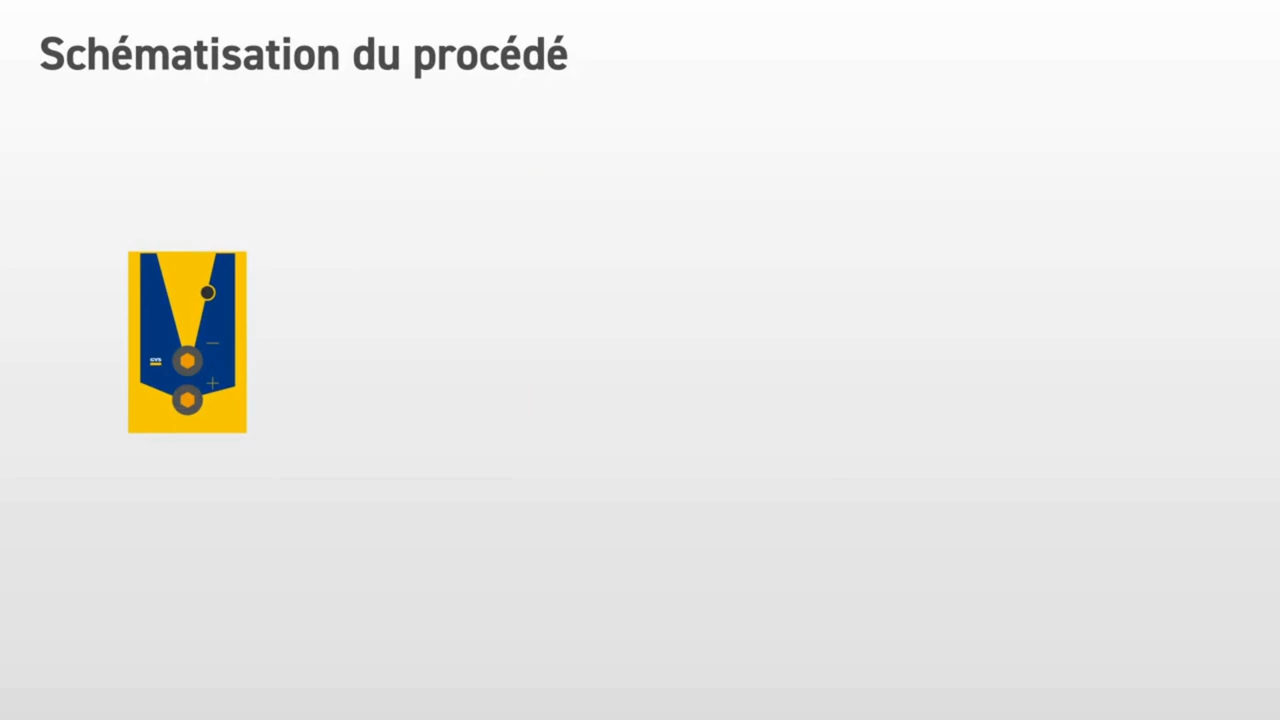 Schématisation du procédé
GYS
−
+